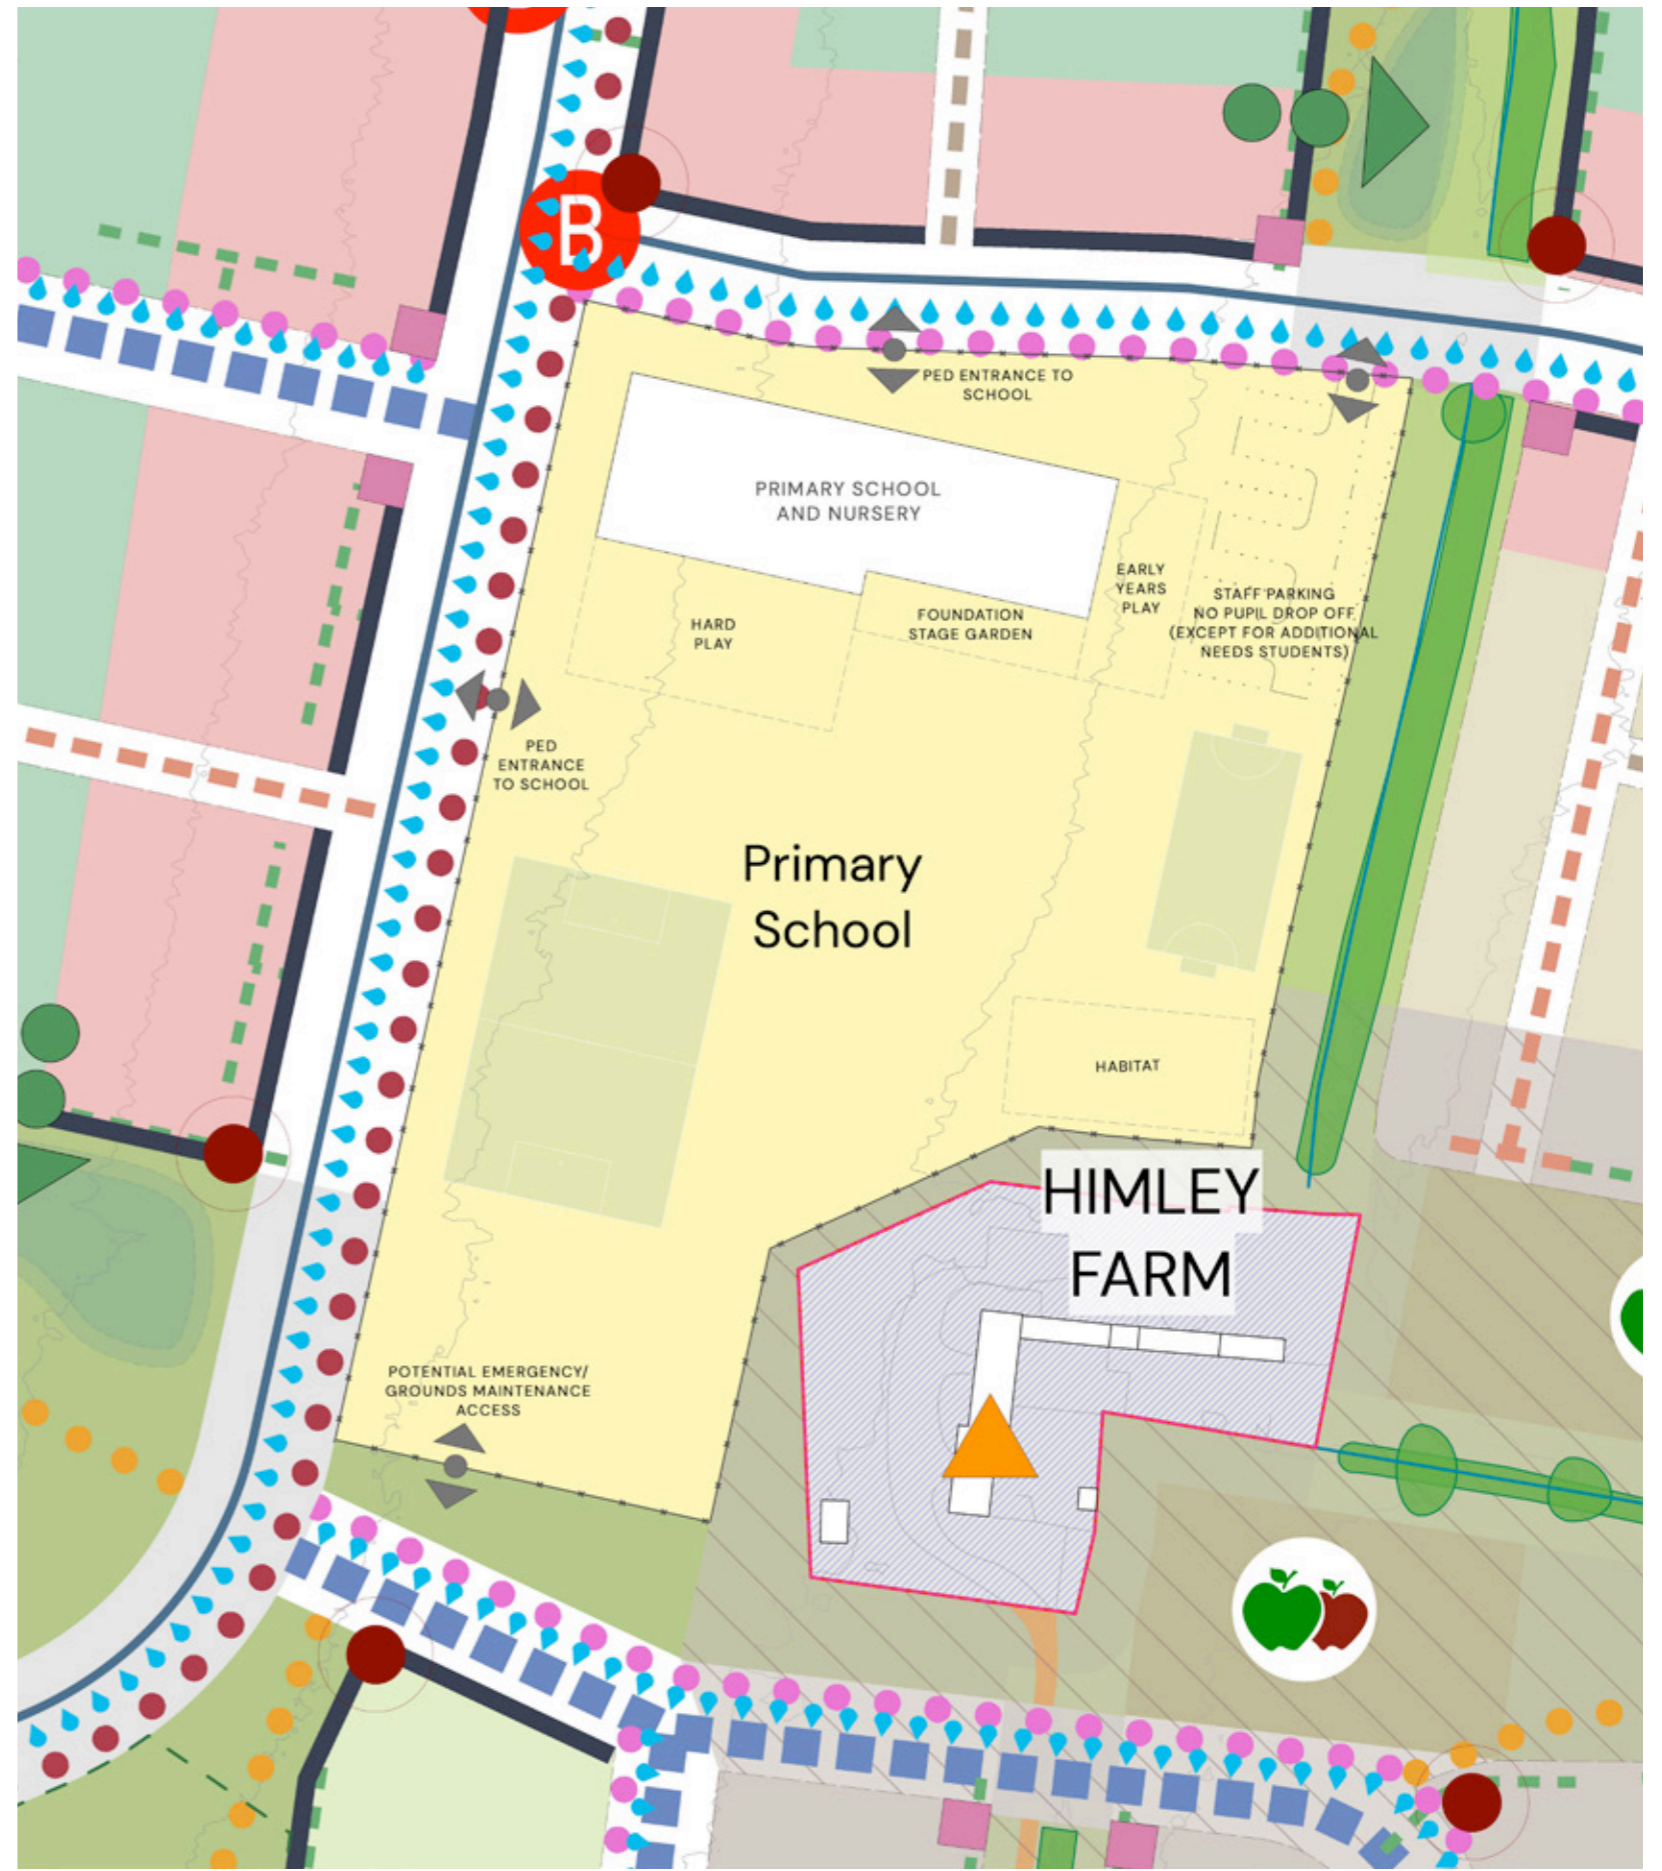 B
PED ENTRANCE TO
SCHOOL
PRIMARY SCHOOL
AND NURSERY
EARLY
YEARS
PLAY
STAFF PARKING
NO PUPIL DROP OFF
(EXCEPT FOR ADDITIONAL
NEEDS STUDENTS)
HARD
PLAY
FOUNDATION
STAGE GARDEN
PED
ENTRANCE
TO SCHOOL
Primary
School
HABITAT
HIMLEY
FARM
POTENTIAL EMERGENCY/
GROUNDS MAINTENANCE
ACCESS